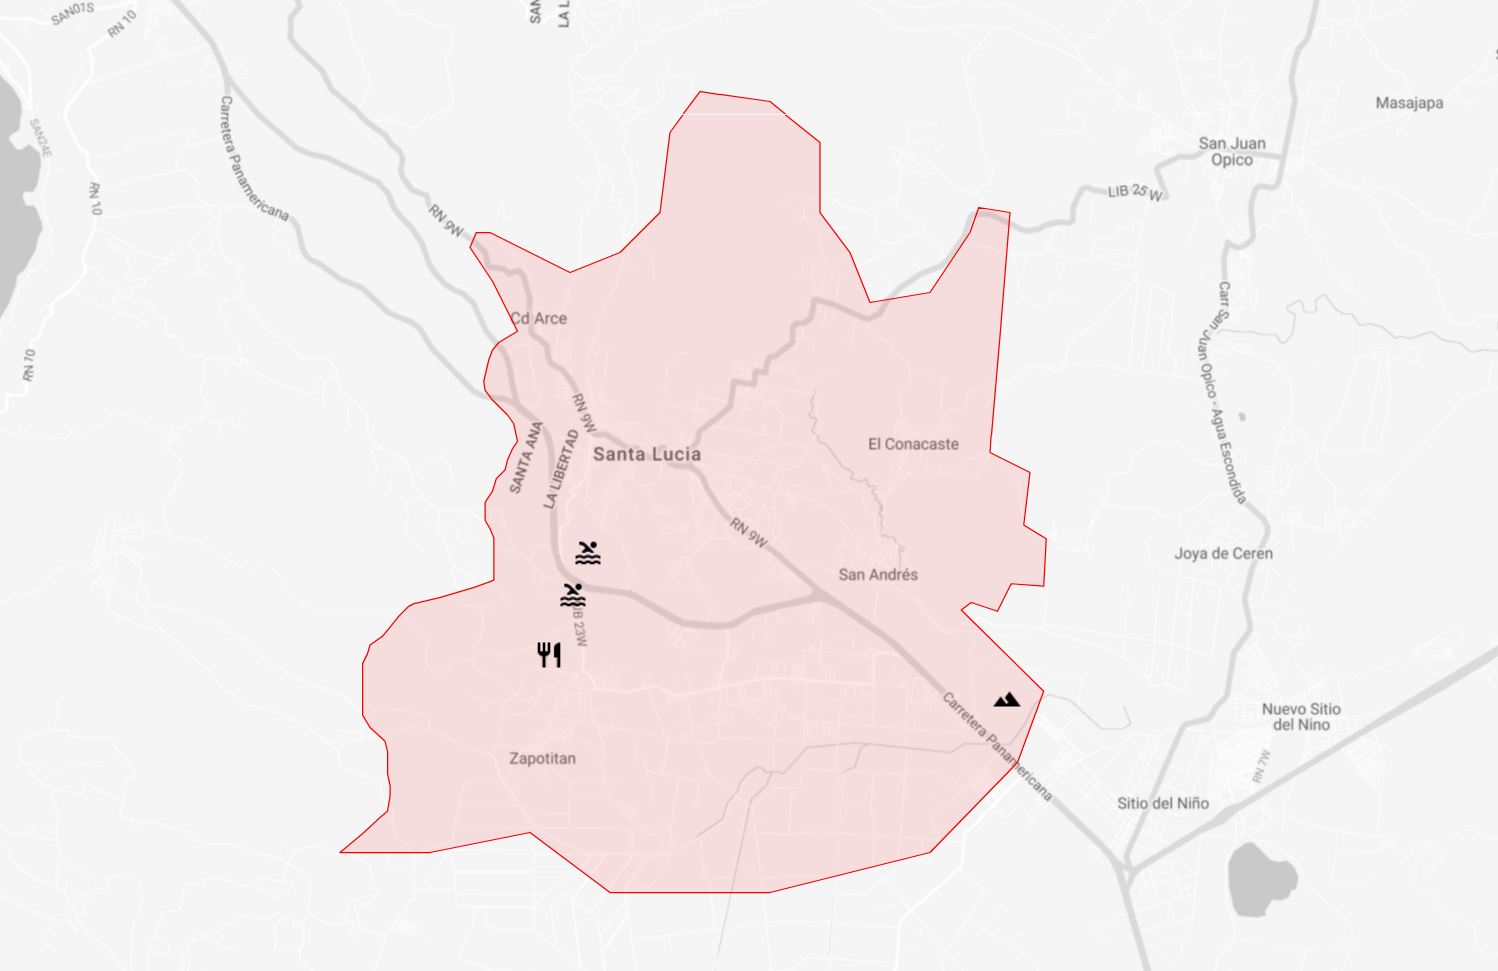 SAN01S
RN 10
SAN
LA L
Carretera Panamericana
SAN24E
RN 10
RN 9W
RN 10
Masajapa
San Juan
Opico
LIB 25 W
Cd Arce
RN 9W
SANTA ANA
LA LIBERTAD
Santa Lucia
El Conacaste
RN 9W
San Andrés
Carr San Juan Opico - Agua Escondida
Joya de Ceren
LIB 23W
Carretera Panamericana
Zapotitan
Nuevo Sitio
del Nino
RN 7W
Sitio del Niño